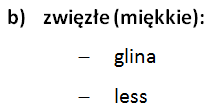 b) zwięzłe (miękkie):
– glina
– less